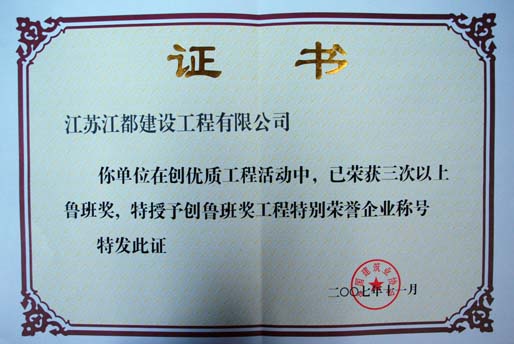 证 书
江苏江都建设工程有限公司
你单位在创优质工程活动中，已荣获三次以上
鲁班奖，特授予创鲁班奖工程特别荣誉企业称号
特发此证
二〇〇七年十一月